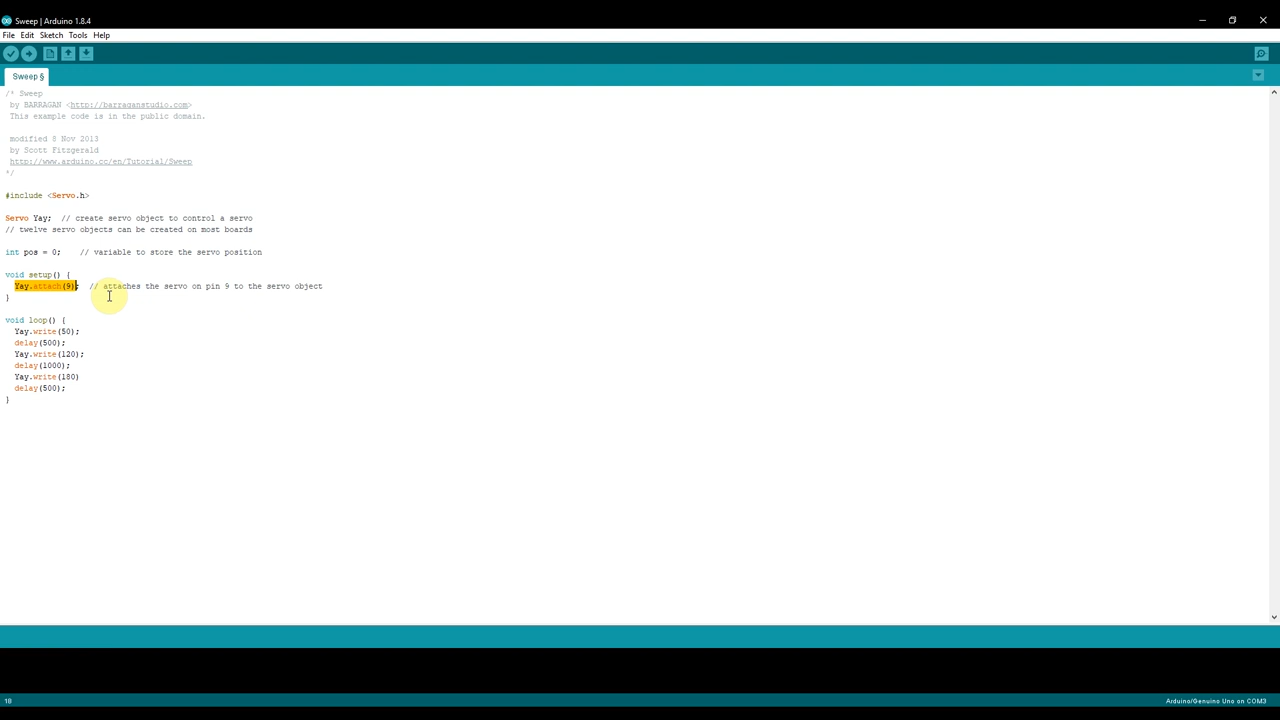 Sweep | Arduino 1.8.4
File Edit Sketch Tools Help
Sweep §
/* Sweep
by BARRAGAN <http://barraganstudio.com>
This example code is in the public domain.
modified 8 Nov 2013
by Scott Fitzgerald
http://www.arduino.cc/en/Tutorial/Sweep
*/
#include <Servo.h>
Servo Yay;  // create servo object to control a servo
// twelve servo objects can be created on most boards
int pos = 0;    // variable to store the servo position
void setup() {
Yay.attach(9);  // attaches the servo on pin 9 to the servo object
}
void loop() {
Yay.write(50);
delay(500);
Yay.write(120);
delay(1000);
Yay.write(180)
delay(500);
}
18
Arduino/Genuino Uno on COM3